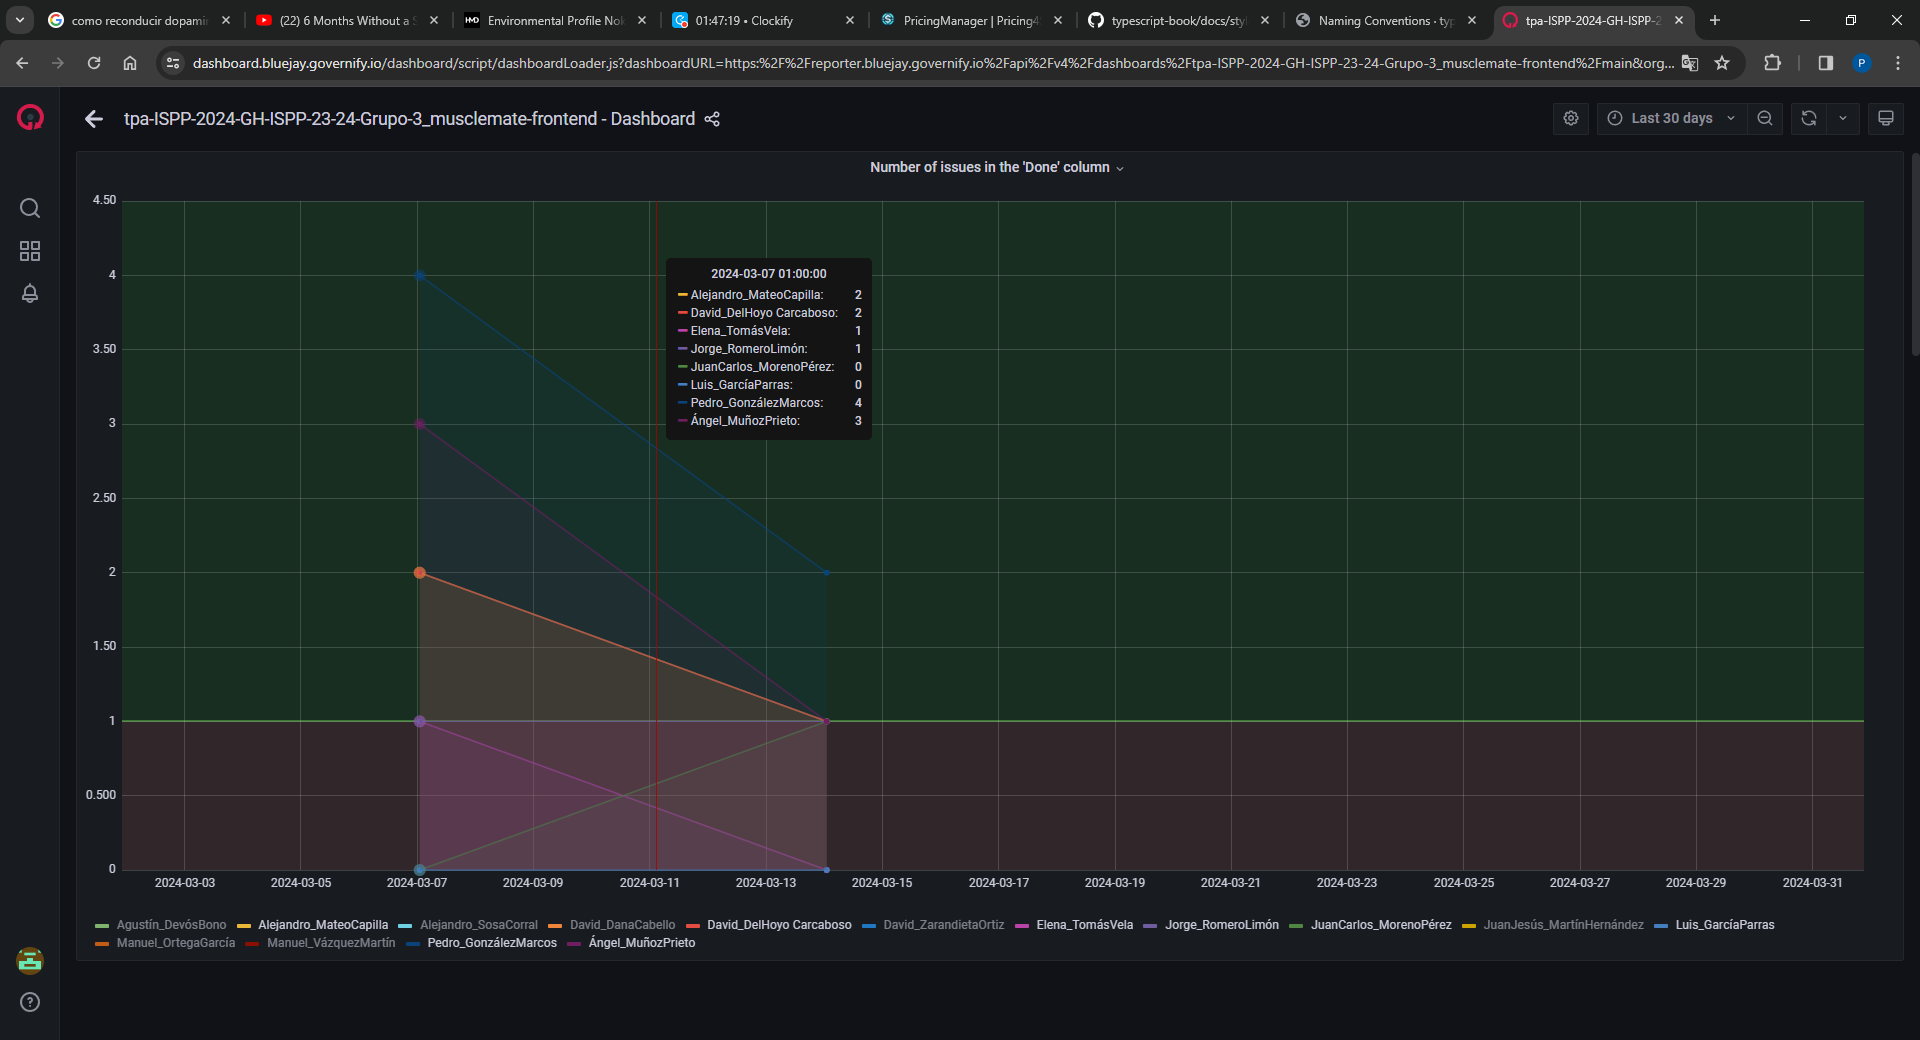 como reconducir dopami
(22) 6 Months Without a S
Environmental Profile Nok
01:47:19 • Clockify
PricingManager | Pricing4
typescript-book/docs/styl
Naming Conventions · typ
tpa-ISPP-2024-GH-ISPP-2
dashboard.bluejay.governify.io/dashboard/script/dashboardLoader.js?dashboardURL=https:%2F%2Freporter.bluejay.governify.io%2Fapi%2Fv4%2Fdashboards%2Ftpa-ISPP-2024-GH-ISPP-23-24-Grupo-3_musclemate-frontend%2Fmain&org...
P
tpa-ISPP-2024-GH-ISPP-23-24-Grupo-3_musclemate-frontend - Dashboard
Last 30 days
Number of issues in the 'Done' column
4.50
4
3.50
3
2.50
2
1.50
1
0.500
0
2024-03-07 01:00:00
Alejandro_MateoCapilla: 2
David_DelHoyo Carcaboso: 2
Elena_TomásVela: 1
Jorge_RomeroLimón: 1
JuanCarlos_MorenoPérez: 0
Luis_GarcíaParras: 0
Pedro_GonzálezMarcos: 4
Ángel_MuñozPrieto: 3
2024-03-03 2024-03-05 2024-03-07 2024-03-09 2024-03-11 2024-03-13 2024-03-15 2024-03-17 2024-03-19 2024-03-21 2024-03-23 2024-03-25 2024-03-27 2024-03-29 2024-03-31
Agustín_DevósBono Alejandro_MateoCapilla Alejandro_SosaCorral David_DanaCabello David_DelHoyo Carcaboso David_ZarandietaOrtiz Elena_TomásVela Jorge_RomeroLimón JuanCarlos_MorenoPérez JuanJesús_MartínHernández Luis_GarcíaParras
Manuel_OrtegaGarcía Manuel_VázquezMartín Pedro_GonzálezMarcos Ángel_MuñozPrieto